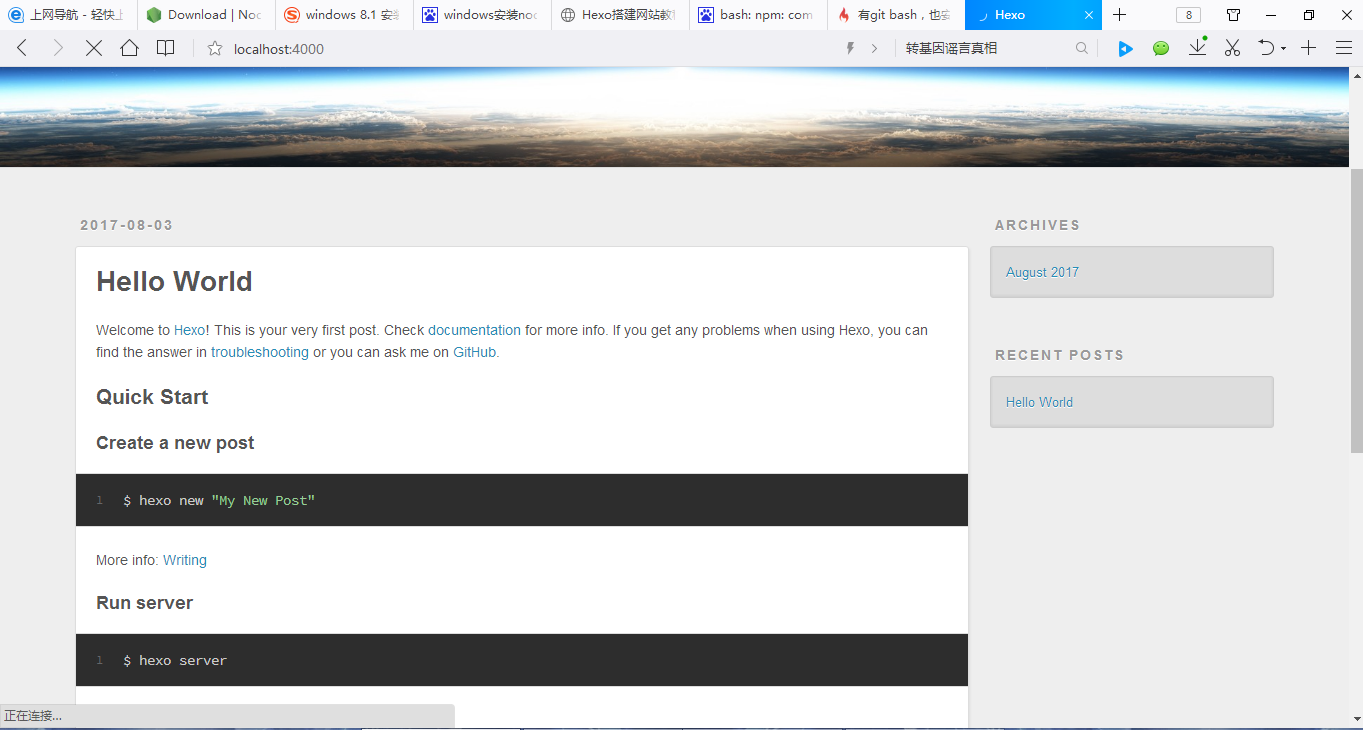 上网导航 - 轻快上
Download | Noc
windows 8.1 安装
windows安装noc
Hexo搭建网站教程
bash: npm: com
有git bash，也安
Hexo
8
localhost:4000
转基因谣言真相
2017-08-03
Hello World
Welcome to Hexo! This is your very first post. Check documentation for more info. If you get any problems when using Hexo, you can
find the answer in troubleshooting or you can ask me on GitHub.
Quick Start
Create a new post
1 $ hexo new "My New Post"
More info: Writing
Run server
1 $ hexo server
ARCHIVES
August 2017
RECENT POSTS
Hello World
正在连接...